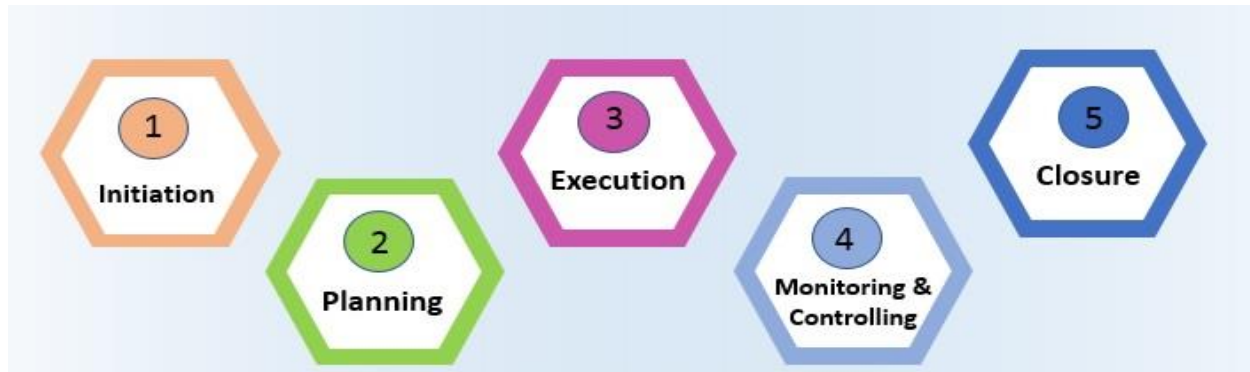 1
Initiation
2
Planning
3
Execution
4
Monitoring &
Controlling
5
Closure